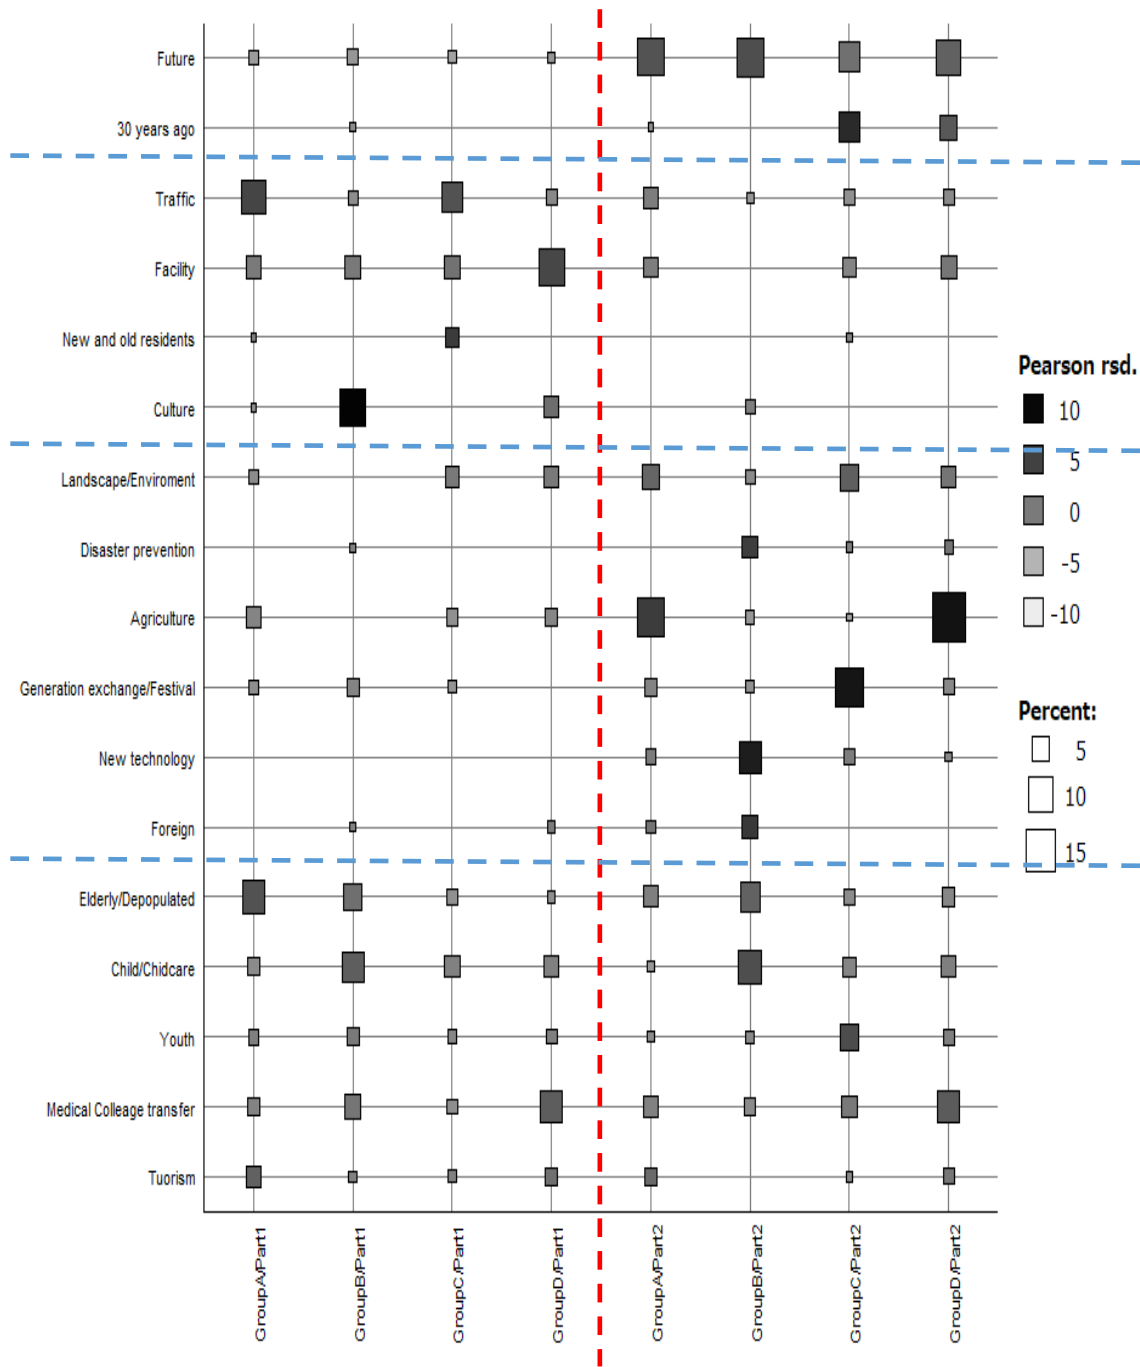 Future
30 years ago
Traffic
Facility
New and old residents
Culture
Landscape/Enviroment
Disaster prevention
Agriculture
Generation exchange/Festival
New technology
Foreign
Elderly/Depopulated
Child/Chidcare
Youth
Medical Colleage transfer
Tuorism
GroupA/Part1
GroupB/Part1
GroupC/Part1
GroupD/Part1
GroupA/Part2
GroupB/Part2
GroupC/Part2
GroupD/Part2
Pearson rsd.
10
5
0
-5
-10
Percent:
5
10
15